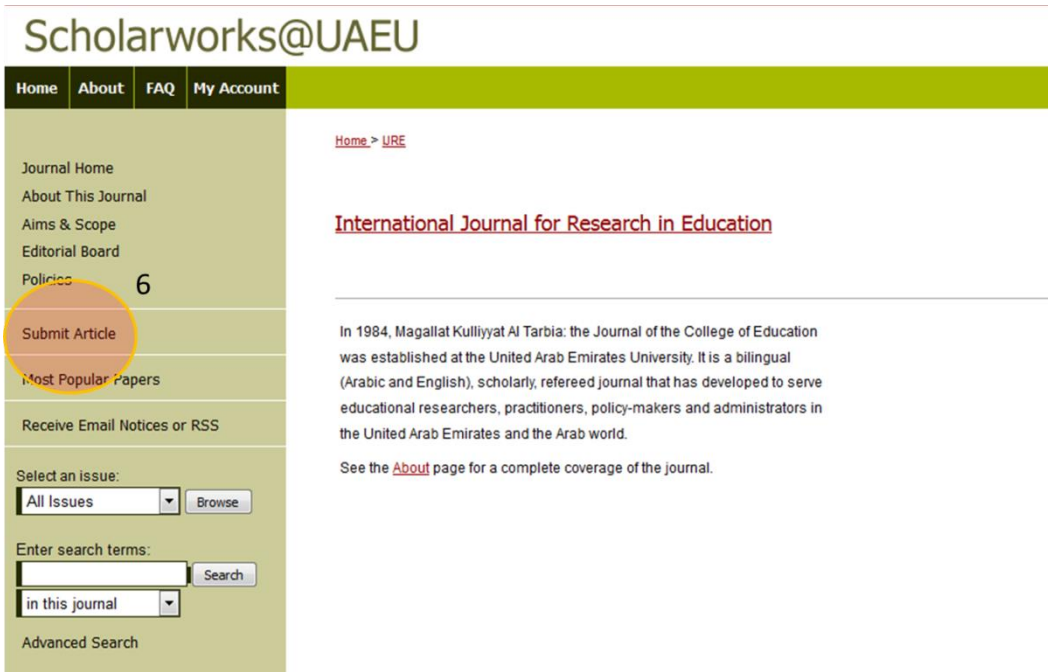 Scholarworks@UAEU
Home About FAQ My Account
Home > URE
Journal Home
About This Journal
Aims & Scope
Editorial Board
Policies
6
Submit Article
Most Popular Papers
Receive Email Notices or RSS
Select an issue:
All Issues Browse
Enter search terms:
Search
in this journal
Advanced Search
International Journal for Research in Education
In 1984, Magallat Kulliyyat Al Tarbia: the Journal of the College of Education
was established at the United Arab Emirates University. It is a bilingual
(Arabic and English), scholarly, refereed journal that has developed to serve
educational researchers, practitioners, policy-makers and administrators in
the United Arab Emirates and the Arab world.
See the About page for a complete coverage of the journal.